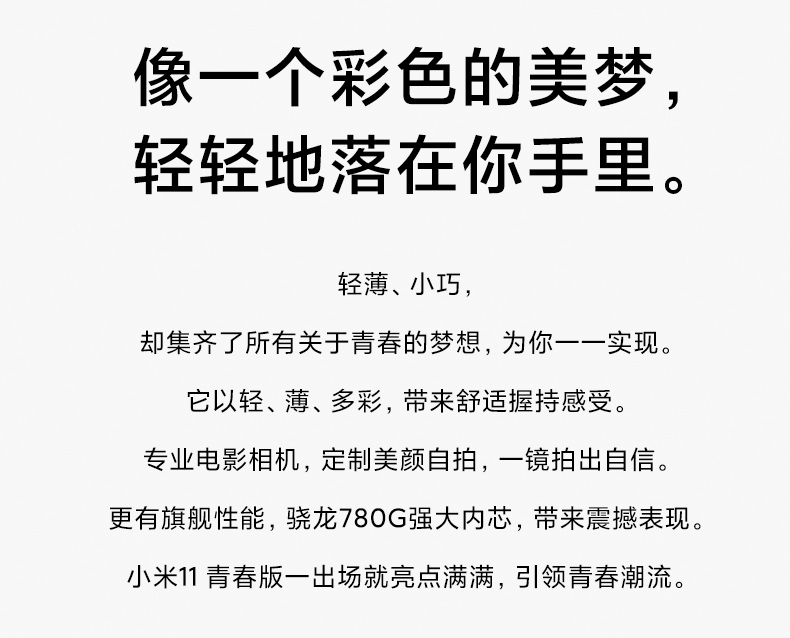 像一个彩色的美梦，
轻轻地落在你手里。
轻薄、小巧，
却集齐了所有关于青春的梦想，为你一一实现。
它以轻、薄、多彩，带来舒适握持感受。
专业电影相机，定制美颜自拍，一镜拍出自信。
更有旗舰性能，骁龙780G强大内芯，带来震撼表现。
小米11 青春版一出场就亮点满满，引领青春潮流。